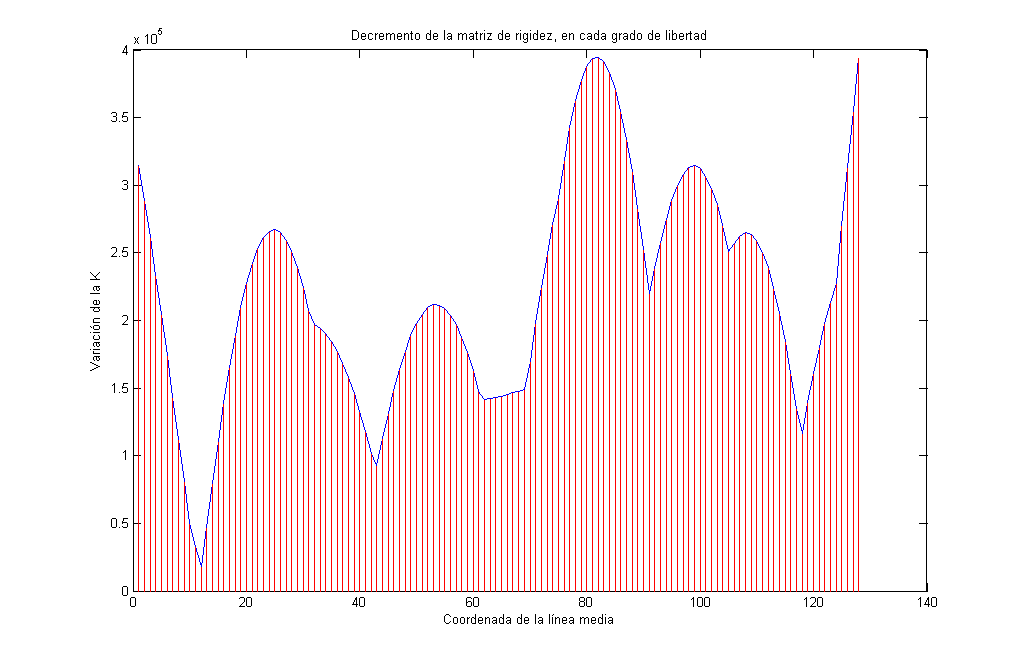 Decremento de la matriz de rigidez, en cada grado de libertad
x 10^5
4
3.5
3
2.5
2
1.5
1
0.5
0
Variación de la K
0 20 40 60 80 100 120 140
Coordenada de la línea media